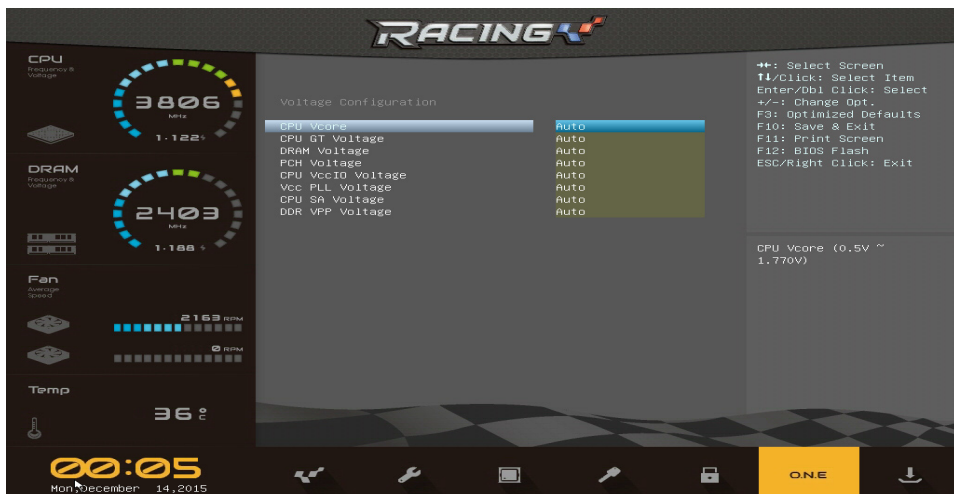 RACING
CPU
Frequency &
Voltage
3806
MHz
1.122
DRAM
Frequency &
Voltage
2403
MHz
1.188
Fan
Average
Speed
2163 RPM
0 RPM
Temp
36 °C
00:05
Mon,December 14,2015
Voltage Configuration
CPU Vcore Auto
CPU GT Voltage Auto
DRAM Voltage Auto
PCH Voltage Auto
CPU VccIO Voltage Auto
Vcc PLL Voltage Auto
CPU SA Voltage Auto
DDR VPP Voltage Auto
→←: Select Screen
↑↓/Click: Select Item
Enter/Dbl Click: Select
+/-: Change Opt.
F3: Optimized Defaults
F10: Save & Exit
F11: Print Screen
F12: BIOS Flash
ESC/Right Click: Exit
CPU Vcore (0.5V ~
1.770V)
O.N.E